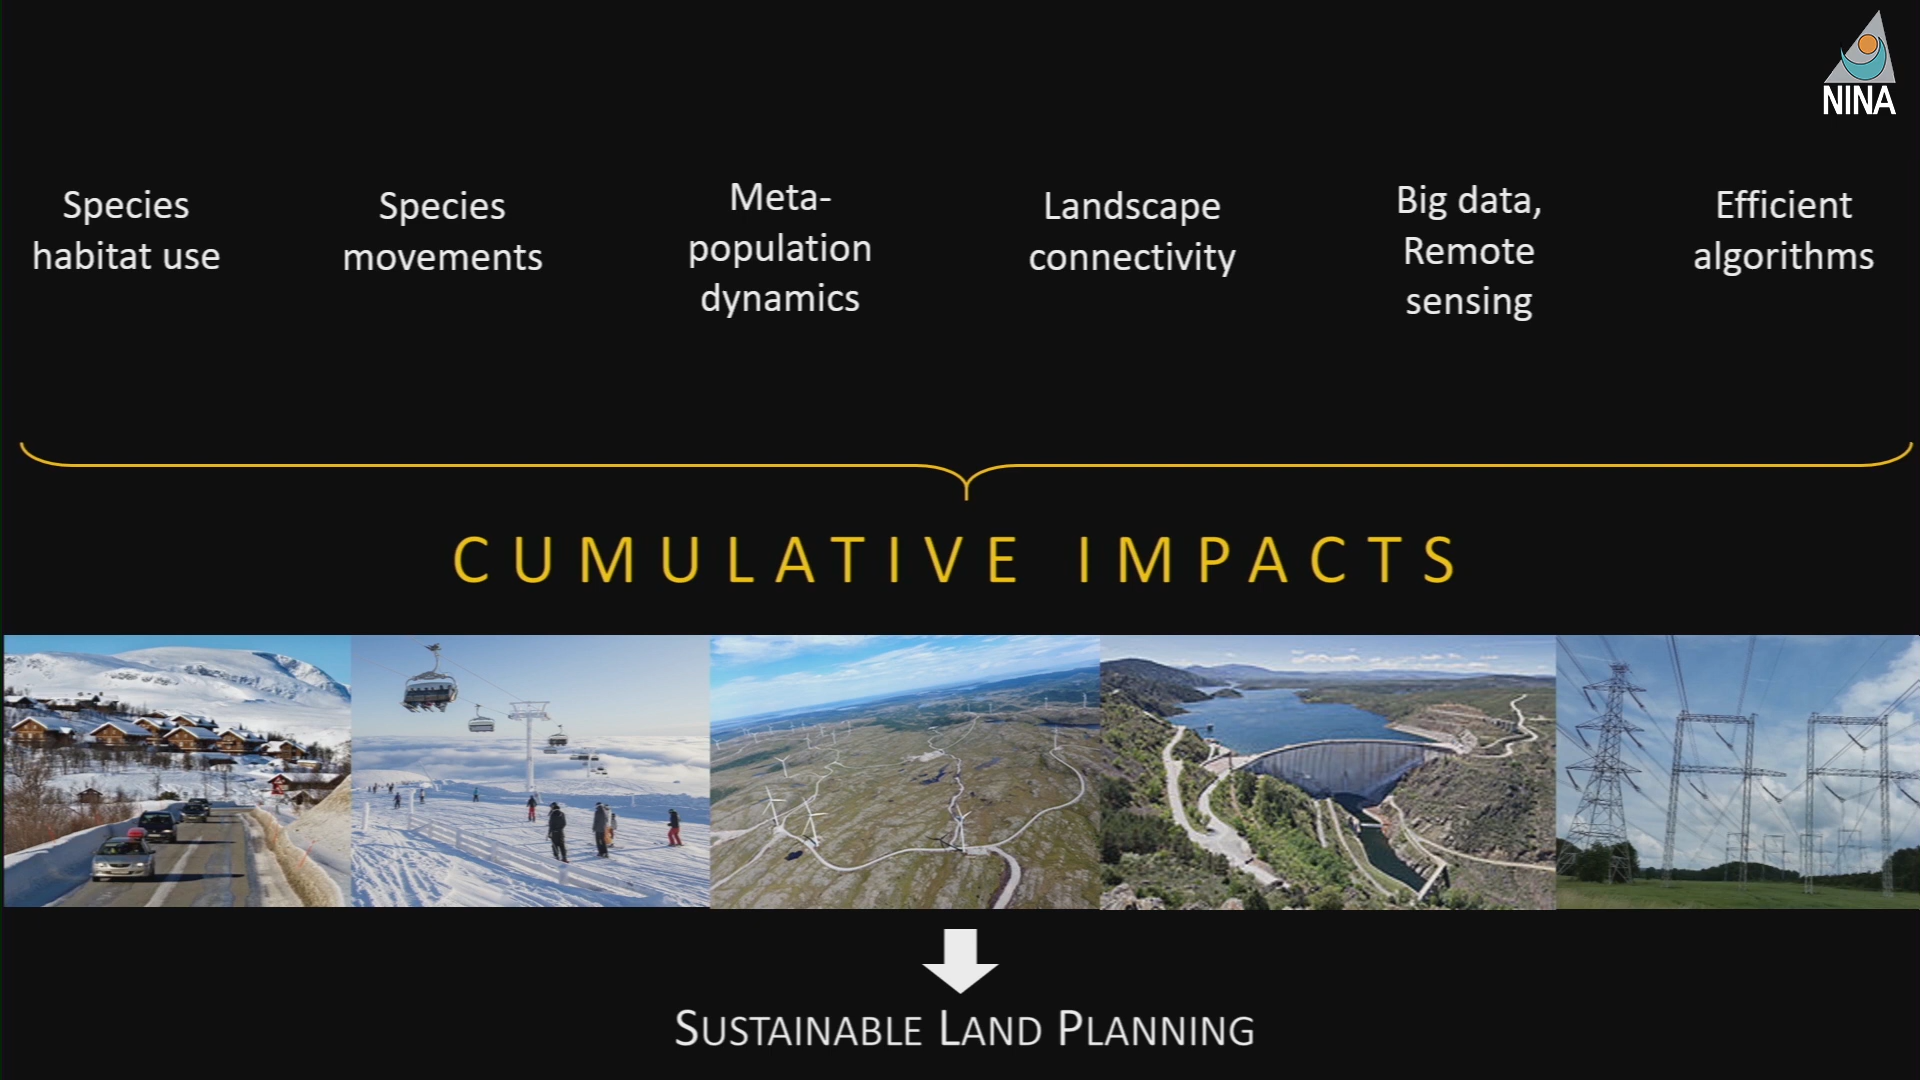 NINA
Species
habitat use
Species
movements
Meta-
population
dynamics
Landscape
connectivity
Big data,
Remote
sensing
Efficient
algorithms
CUMULATIVE IMPACTS
SUSTAINABLE LAND PLANNING